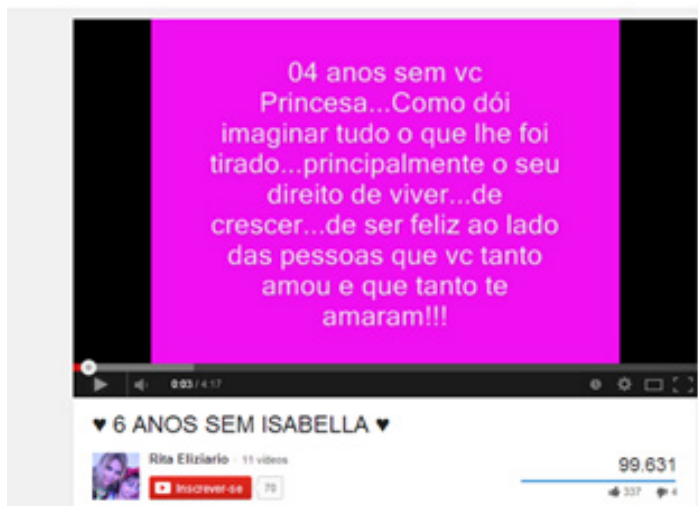 04 anos sem vc
Princesa...Como dói
imaginar tudo o que lhe foi
tirado...principalmente o seu
direito de viver...de
crescer...de ser feliz ao lado
das pessoas que vc tanto
amou e que tanto te
amaram!!!
0:03 / 4:17
♥ 6 ANOS SEM ISABELLA ♥
Rita Eliziario · 11 vídeos
Inscrever-se 70
99.631
337 4